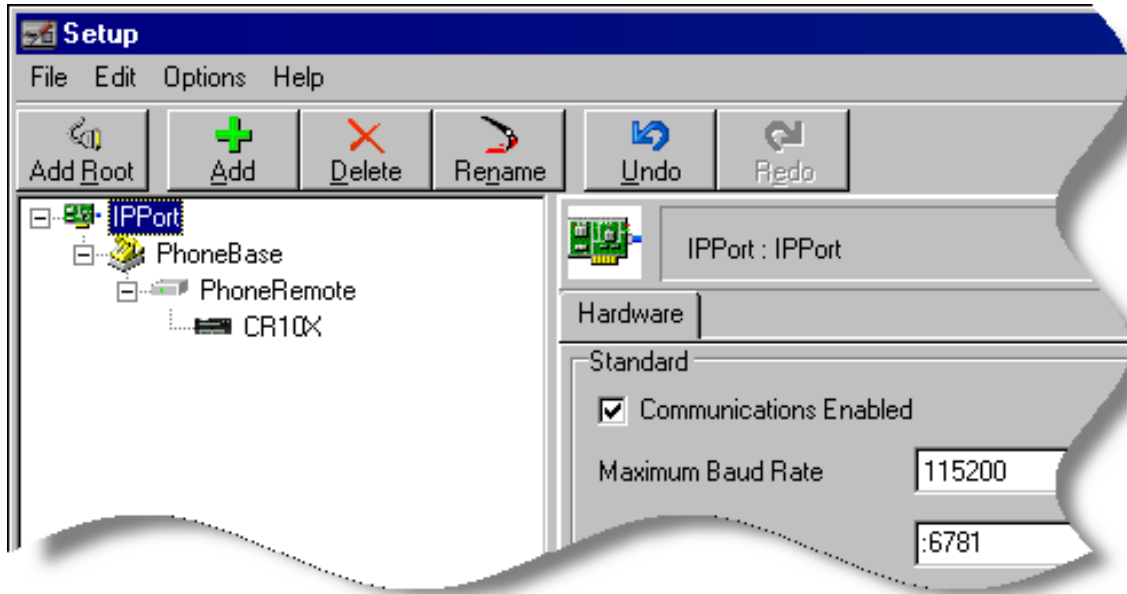 Setup
File Edit Options Help
Add Root Add Delete Rename Undo Redo
IPPort
PhoneBase
PhoneRemote
CR10X
IPPort : IPPort
Hardware
Standard
Communications Enabled
Maximum Baud Rate 115200
:6781